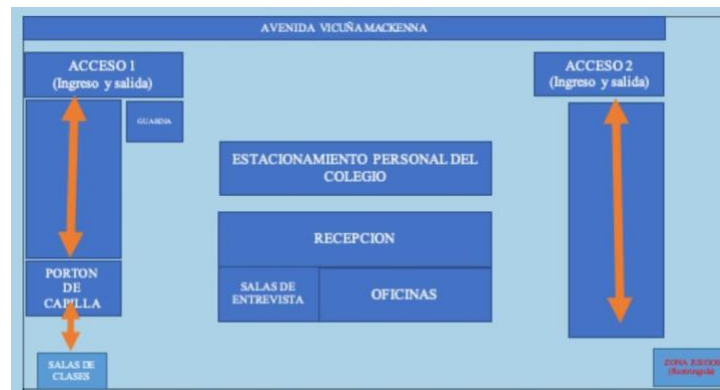 AVENIDA VICUÑA MACKENNA
ACCESO 1
(Ingreso y salida)
ACCESO 2
(Ingreso y salida)
GUARDIA
ESTACIONAMIENTO PERSONAL DEL
COLEGIO
RECEPCION
PORTON
DE
CAPILLA
SALAS DE
ENTREVISTA
OFICINAS
SALAS DE
CLASES
ZONA JUEGOS